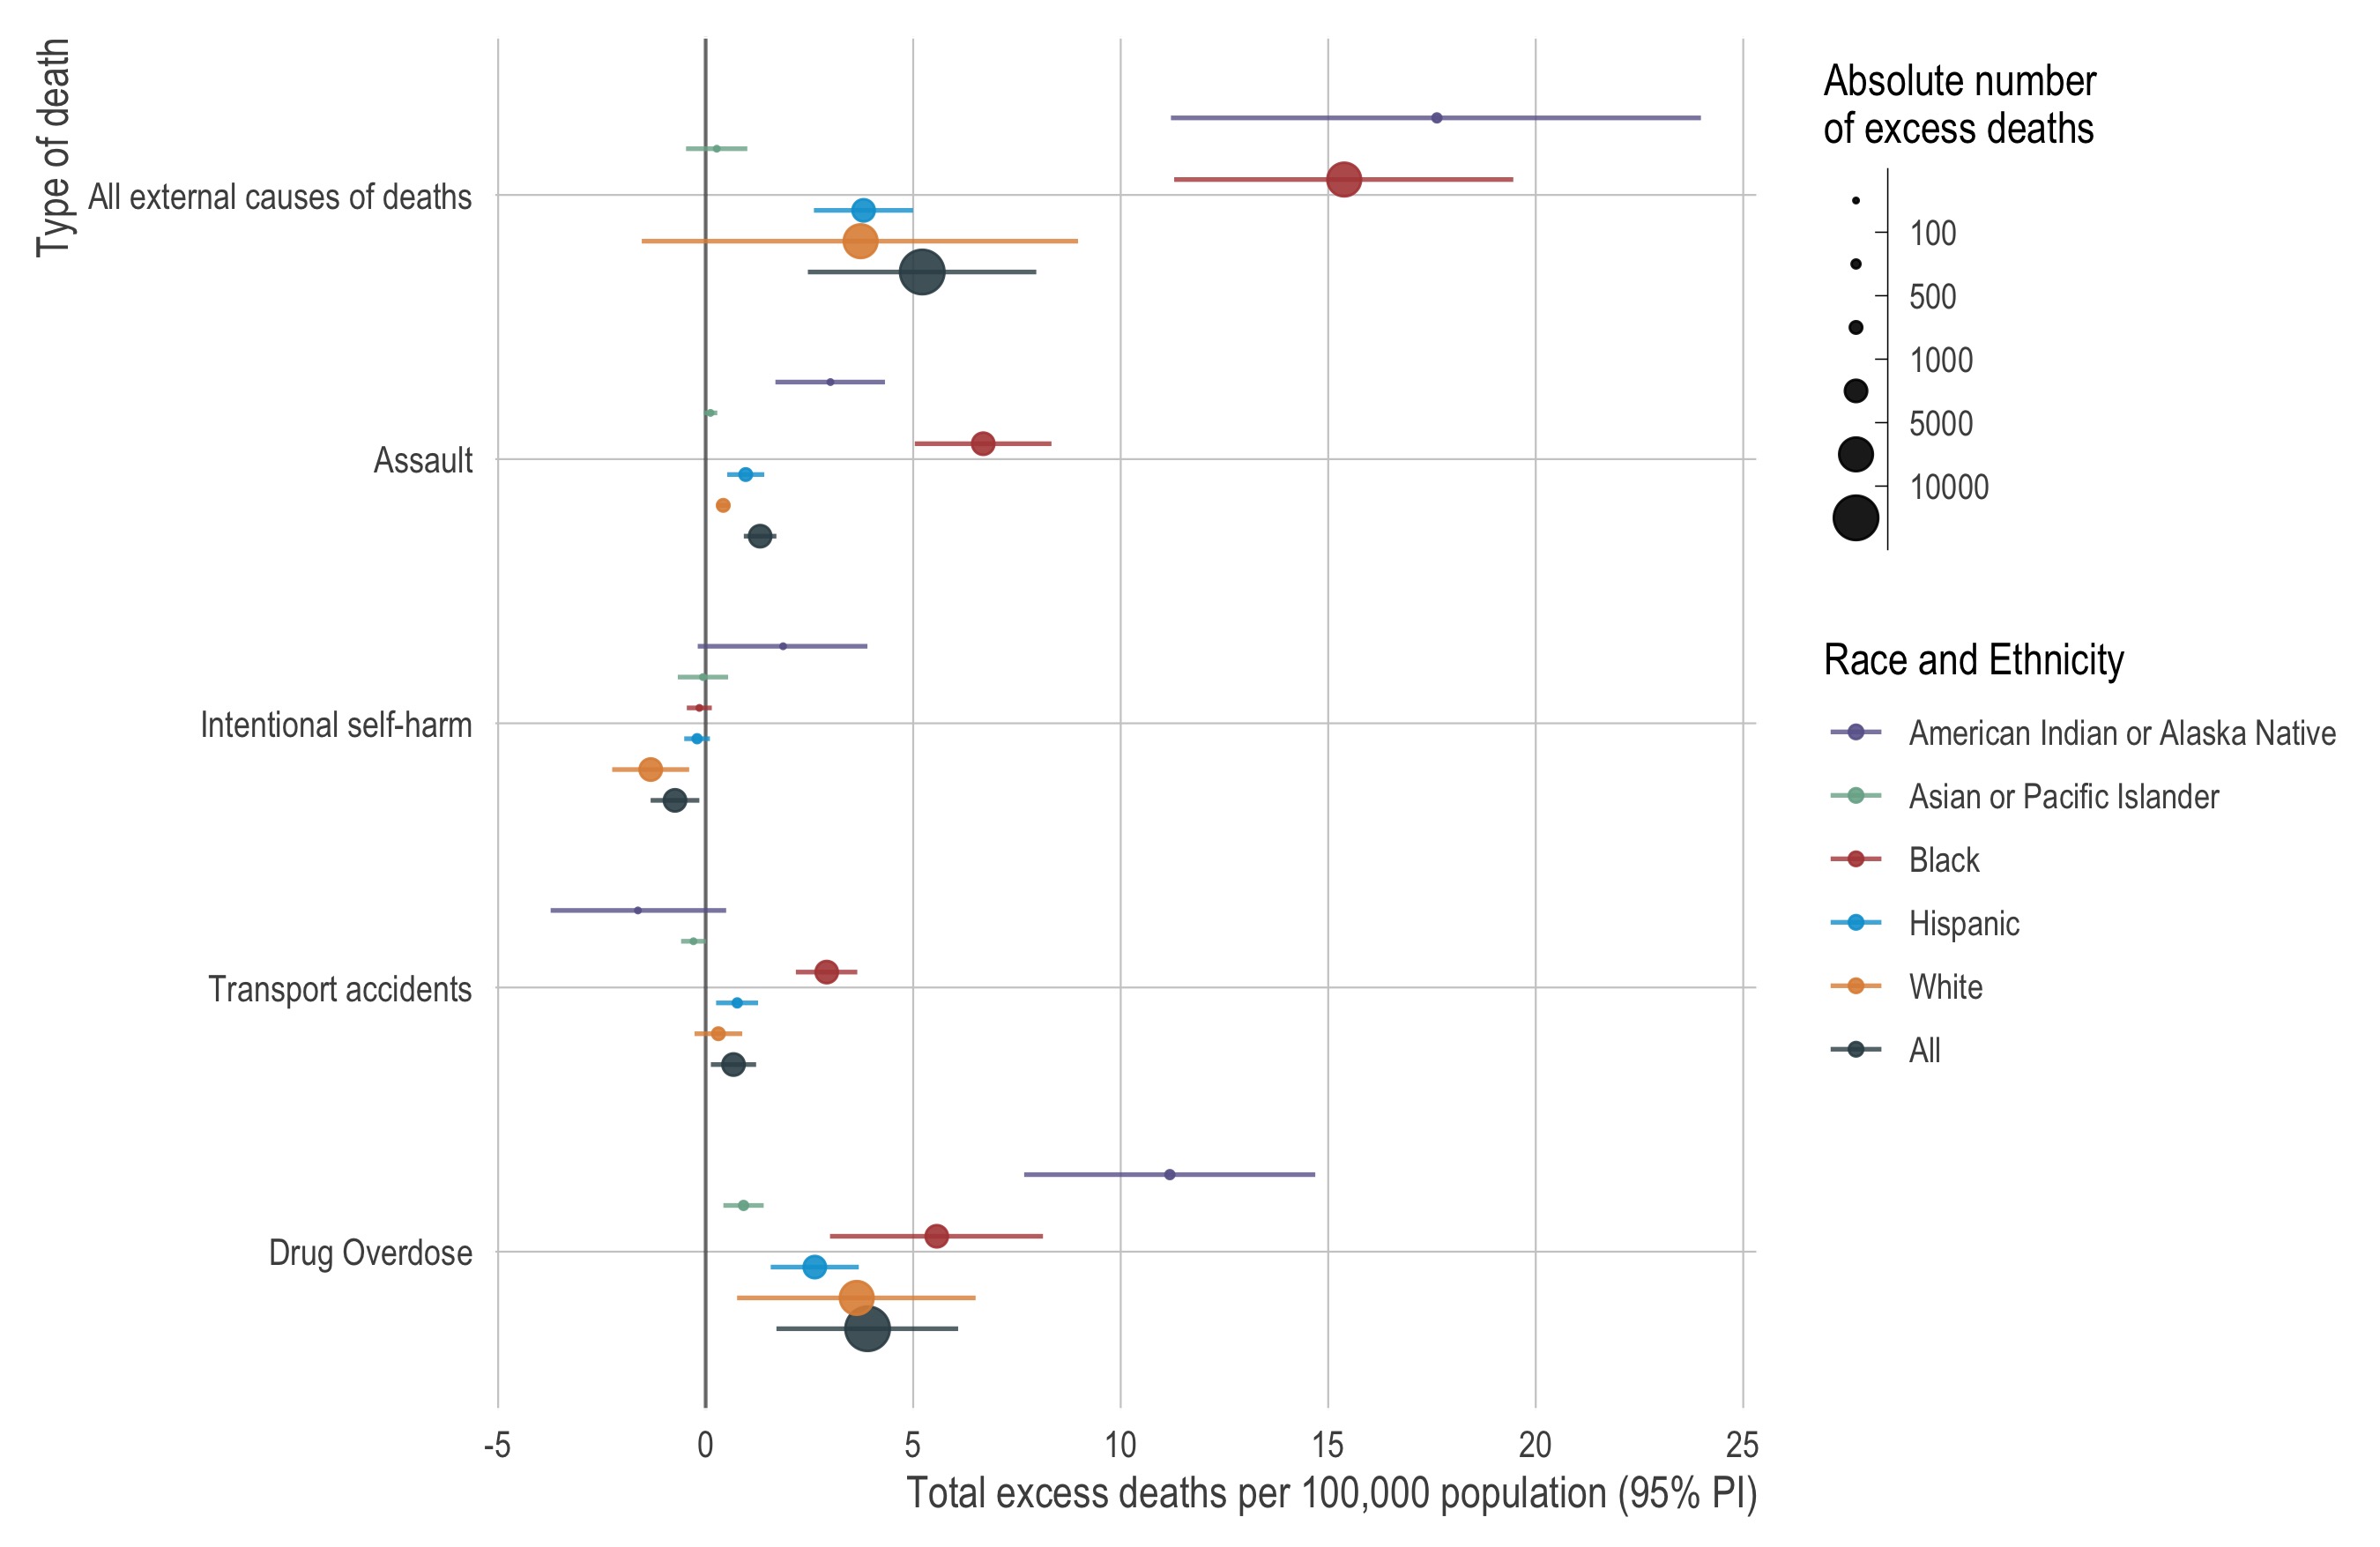 Type of death
All external causes of deaths
Assault
Intentional self-harm
Transport accidents
Drug Overdose
-5 0 5 10 15 20 25
Total excess deaths per 100,000 population (95% PI)
Absolute number
of excess deaths
100
500
1000
5000
10000
Race and Ethnicity
American Indian or Alaska Native
Asian or Pacific Islander
Black
Hispanic
White
All